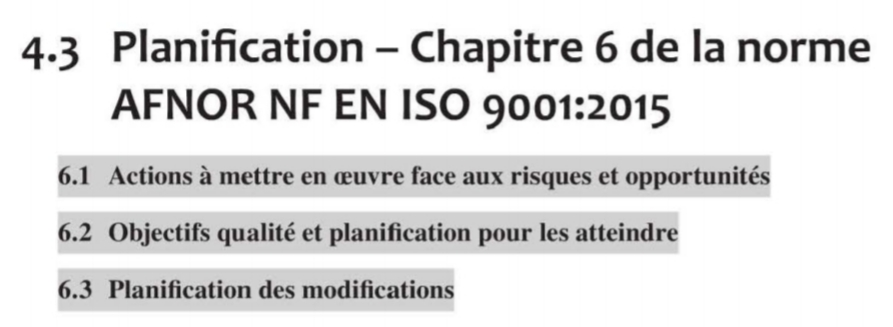 4.3 Planification – Chapitre 6 de la norme
AFNOR NF EN ISO 9001:2015
6.1 Actions à mettre en œuvre face aux risques et opportunités
6.2 Objectifs qualité et planification pour les atteindre
6.3 Planification des modifications